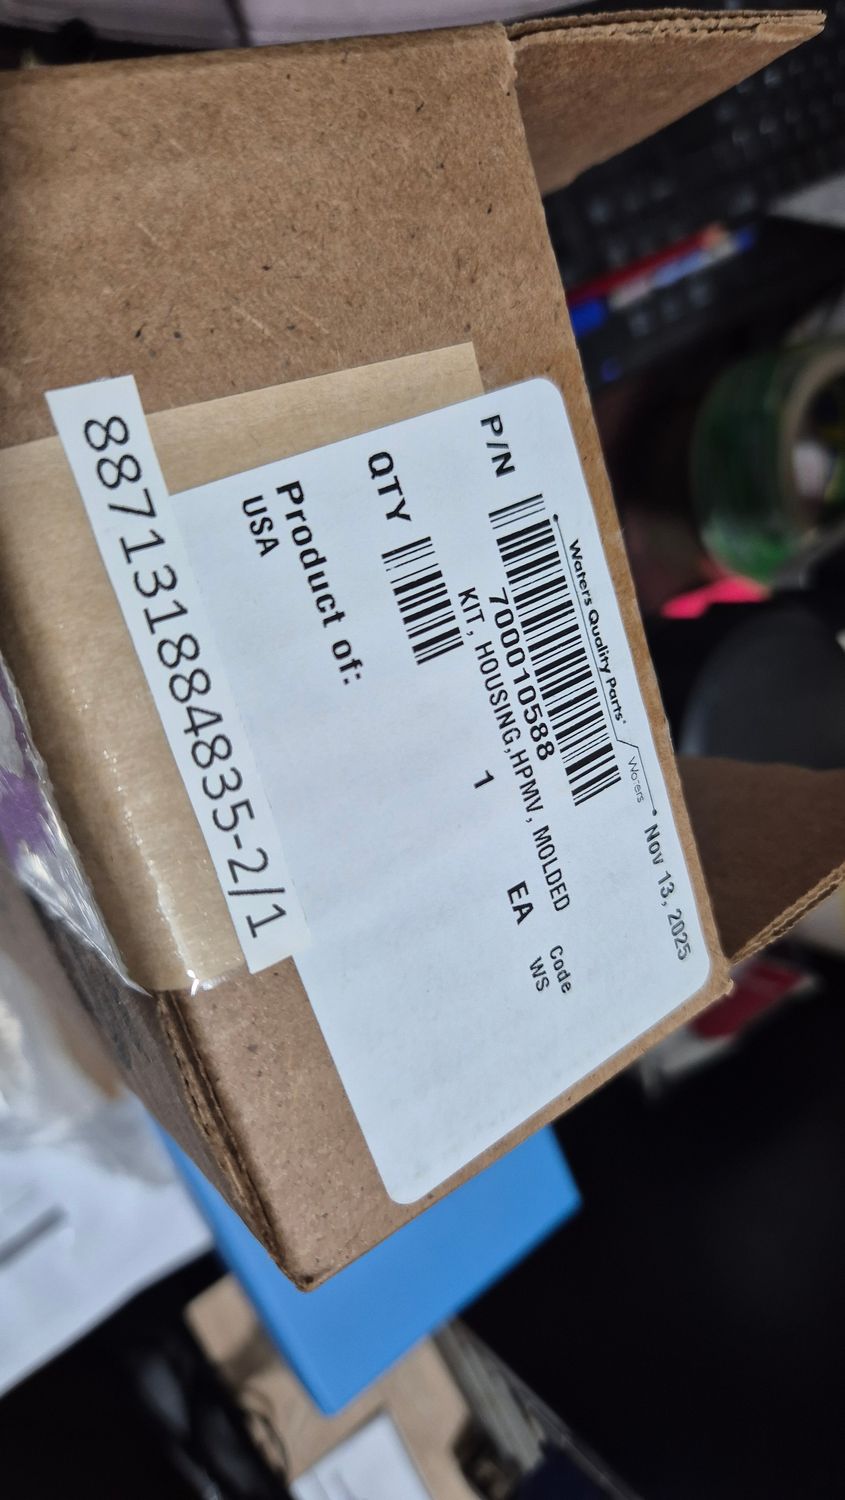 Waters Quality Parts Waters
Nov 13, 2025
P/N
700010588
KIT, HOUSING,HPMV, MOLDED
Code
WS
QTY
1
EA
Product of:
USA
887131884835-2/1